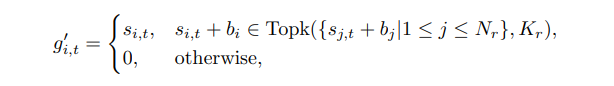 g′_{i,t} = { s_{i,t}, s_{i,t} + b_i ∈ Topk({s_{j,t} + b_j|1 ≤ j ≤ N_r}, K_r),
0, otherwise,